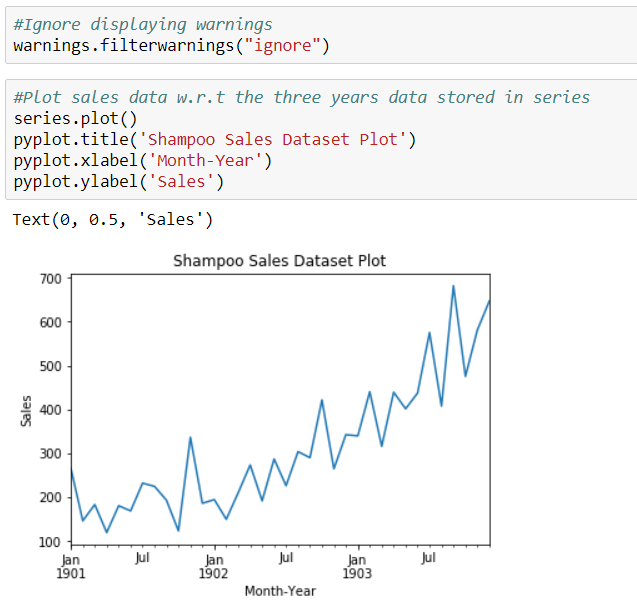 #Ignore displaying warnings
warnings.filterwarnings("ignore")
#Plot sales data w.r.t the three years data stored in series
series.plot()
pyplot.title('Shampoo Sales Dataset Plot')
pyplot.xlabel('Month-Year')
pyplot.ylabel('Sales')
Text(0, 0.5, 'Sales')
Shampoo Sales Dataset Plot
700
600
500
400
300
200
100
Sales
Jan Jul Jan Jul Jan Jul
1901 1902 1903
Month-Year